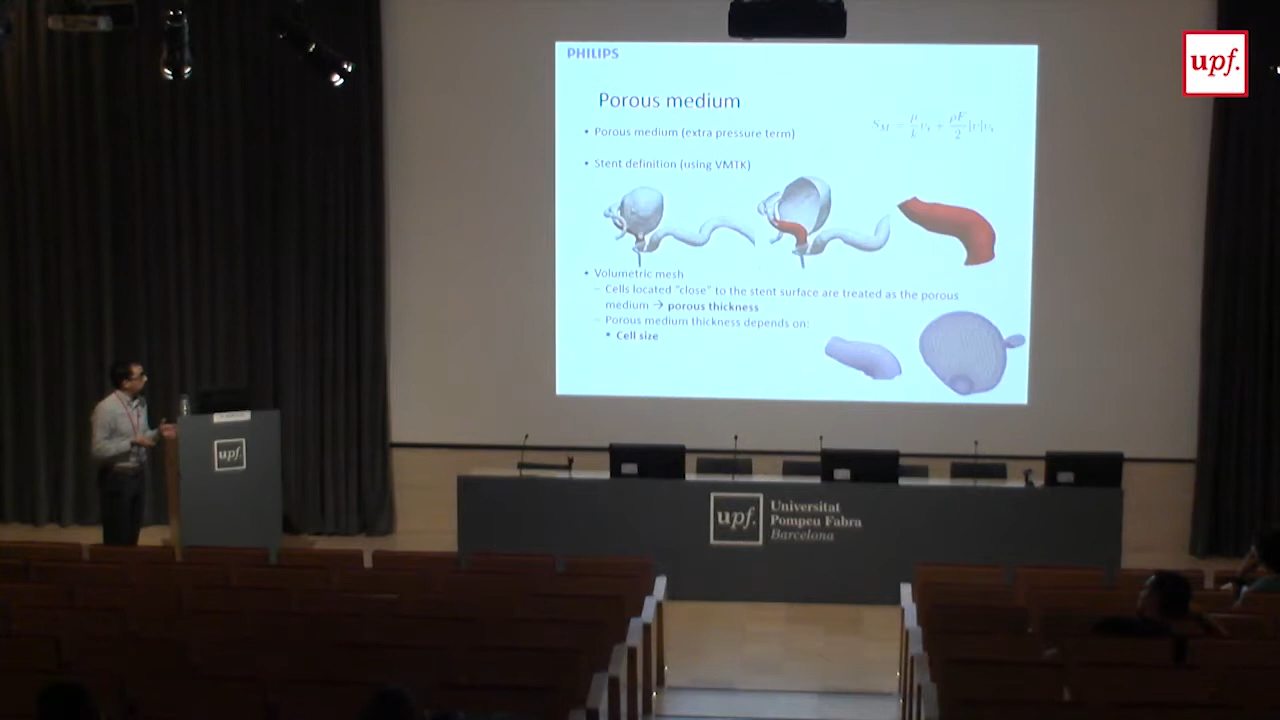 PHILIPS
upf.
Porous medium
• Porous medium (extra pressure term)
• Stent definition (using VMTK)
• Volumetric mesh
– Cells located "close" to the stent surface are treated as the porous
medium → porous thickness
– Porous medium thickness depends on:
• Cell size
upf.
upf.
Universitat
Pompeu Fabra
Barcelona